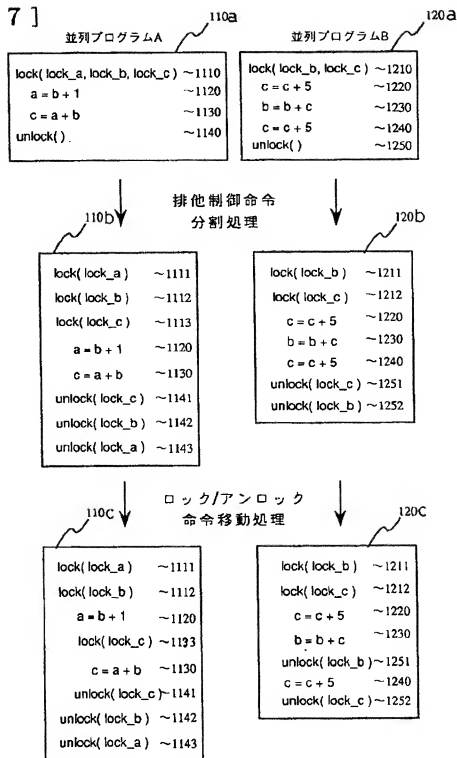 7]
110a
120a
並列プログラムA
並列プログラムB
lock(lock_a, lock_b, lock_c) ~1110
a = b + 1 ~1120
c = a + b ~1130
unlock() ~1140
lock(lock_b, lock_c) ~1210
c = c + 5 ~1220
b = b + c ~1230
c = c + 5 ~1240
unlock() ~1250
排他制御命令
分割処理
110b
120b
lock( lock_a ) ~1111
lock( lock_b ) ~1112
lock( lock_c ) ~1113
a = b + 1 ~1120
c = a + b ~1130
unlock( lock_c ) ~1141
unlock( lock_b ) ~1142
unlock( lock_a ) ~1143
lock( lock_b ) ~1211
lock( lock_c ) ~1212
c = c + 5 ~1220
b = b + c ~1230
c = c + 5 ~1240
unlock( lock_c ) ~1251
unlock( lock_b ) ~1252
ロック/アンロック
命令移動処理
110C
120C
lock( lock_a ) ~1111
lock( lock_b ) ~1112
a = b + 1 ~1120
lock( lock_c ) ~1133
c = a + b ~1130
unlock( lock_c ) ~1141
unlock( lock_b ) ~1142
unlock( lock_a ) ~1143
lock( lock_b ) ~1211
lock( lock_c ) ~1212
c = c + 5 ~1220
b = b + c ~1230
unlock( lock_b ) ~1251
c = c + 5 ~1240
unlock( lock_c ) ~1252